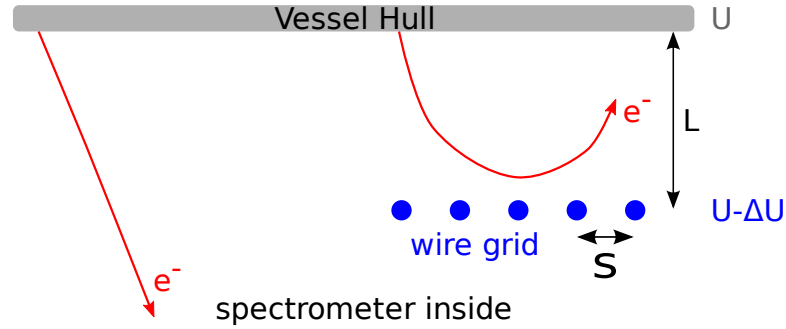 Vessel Hull
U
e-
L
e-
U-ΔU
wire grid
S
spectrometer inside